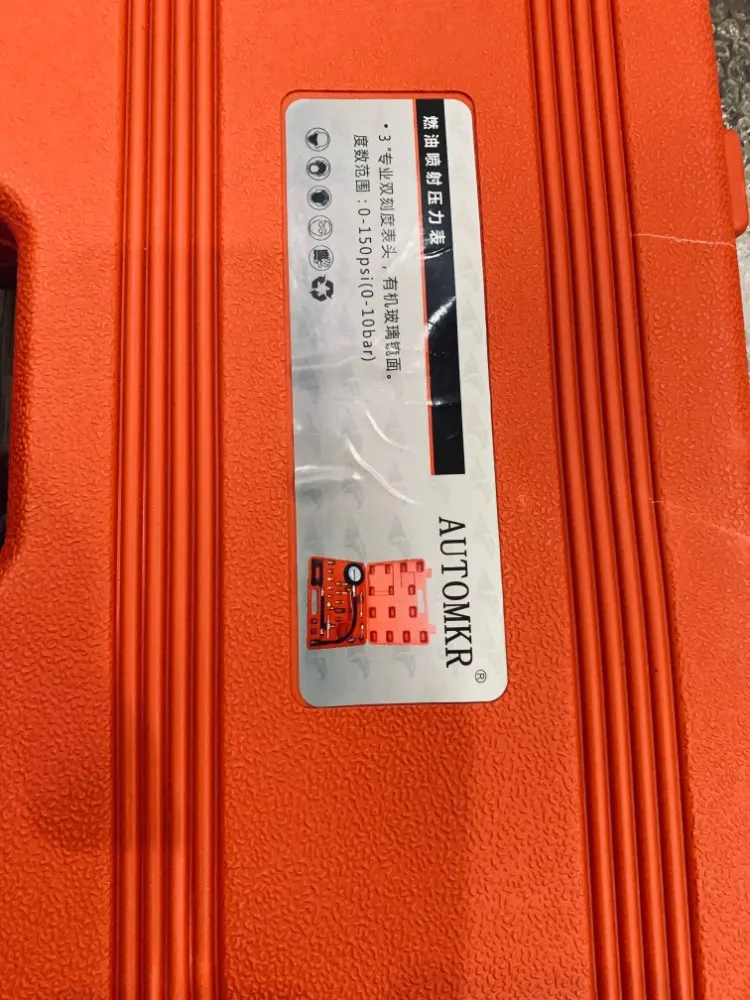 燃油喷射压力表
AUTOMKR®
•3"专业双刻度表头，有机玻璃镜面。
度数范围：0-150psi(0-10bar)